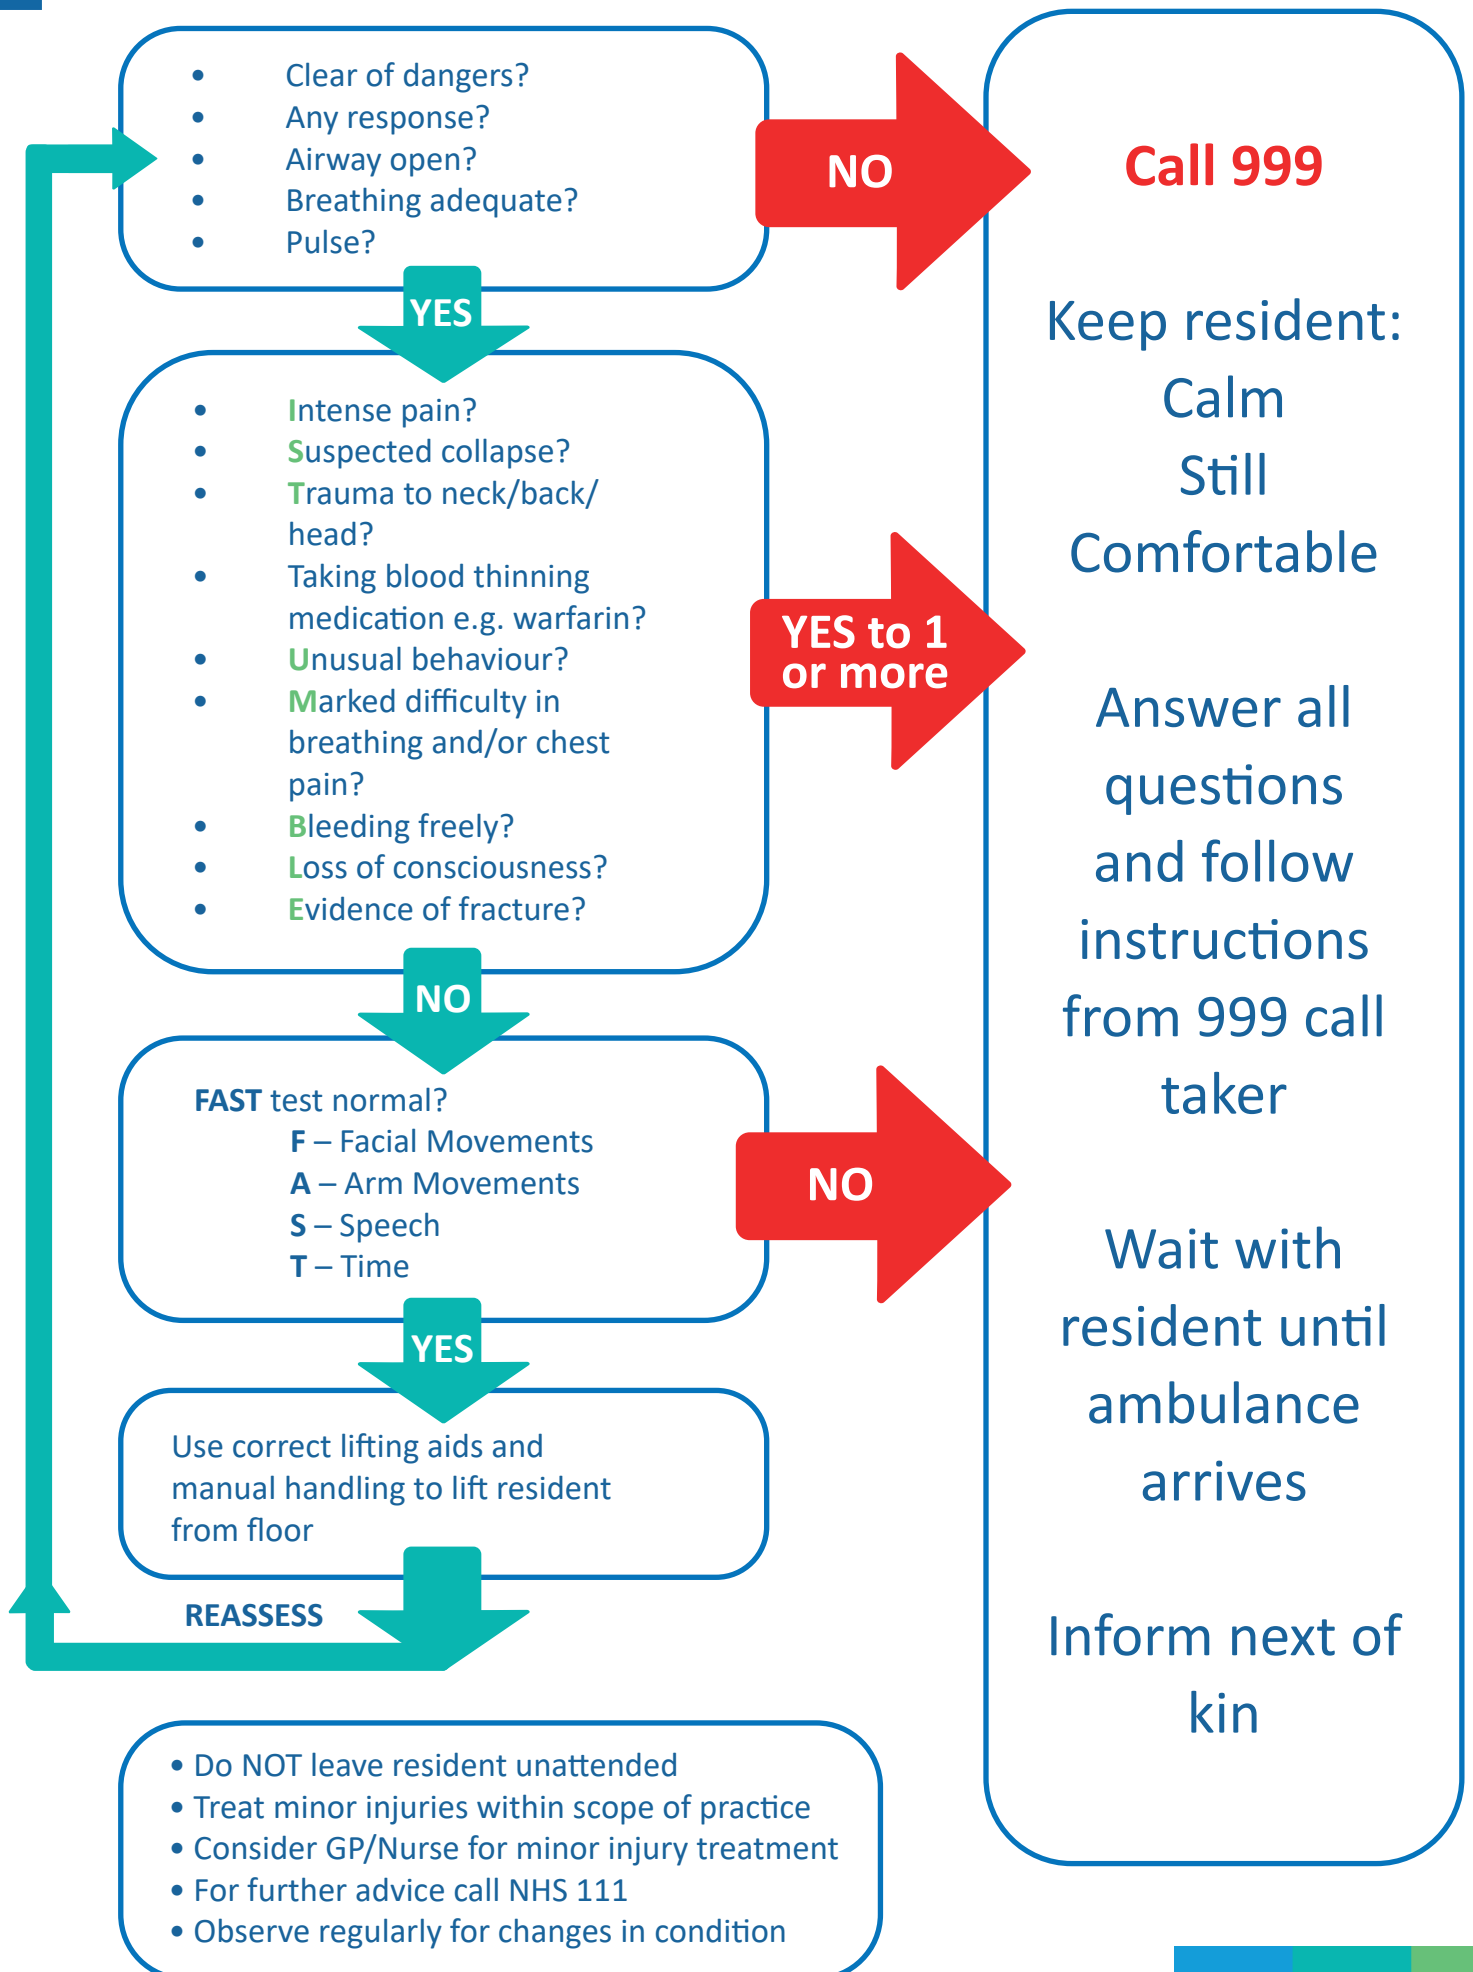 • Clear of dangers?
• Any response?
• Airway open?
• Breathing adequate?
• Pulse?
NO
YES
• Intense pain?
• Suspected collapse?
• Trauma to neck/back/
head?
• Taking blood thinning
medication e.g. warfarin?
• Unusual behaviour?
• Marked difficulty in
breathing and/or chest
pain?
• Bleeding freely?
• Loss of consciousness?
• Evidence of fracture?
YES to 1
or more
NO
FAST test normal?
F – Facial Movements
A – Arm Movements
S – Speech
T – Time
NO
YES
Use correct lifting aids and
manual handling to lift resident
from floor
REASSESS
• Do NOT leave resident unattended
• Treat minor injuries within scope of practice
• Consider GP/Nurse for minor injury treatment
• For further advice call NHS 111
• Observe regularly for changes in condition
Call 999
Keep resident:
Calm
Still
Comfortable
Answer all
questions
and follow
instructions
from 999 call
taker
Wait with
resident until
ambulance
arrives
Inform next of
kin